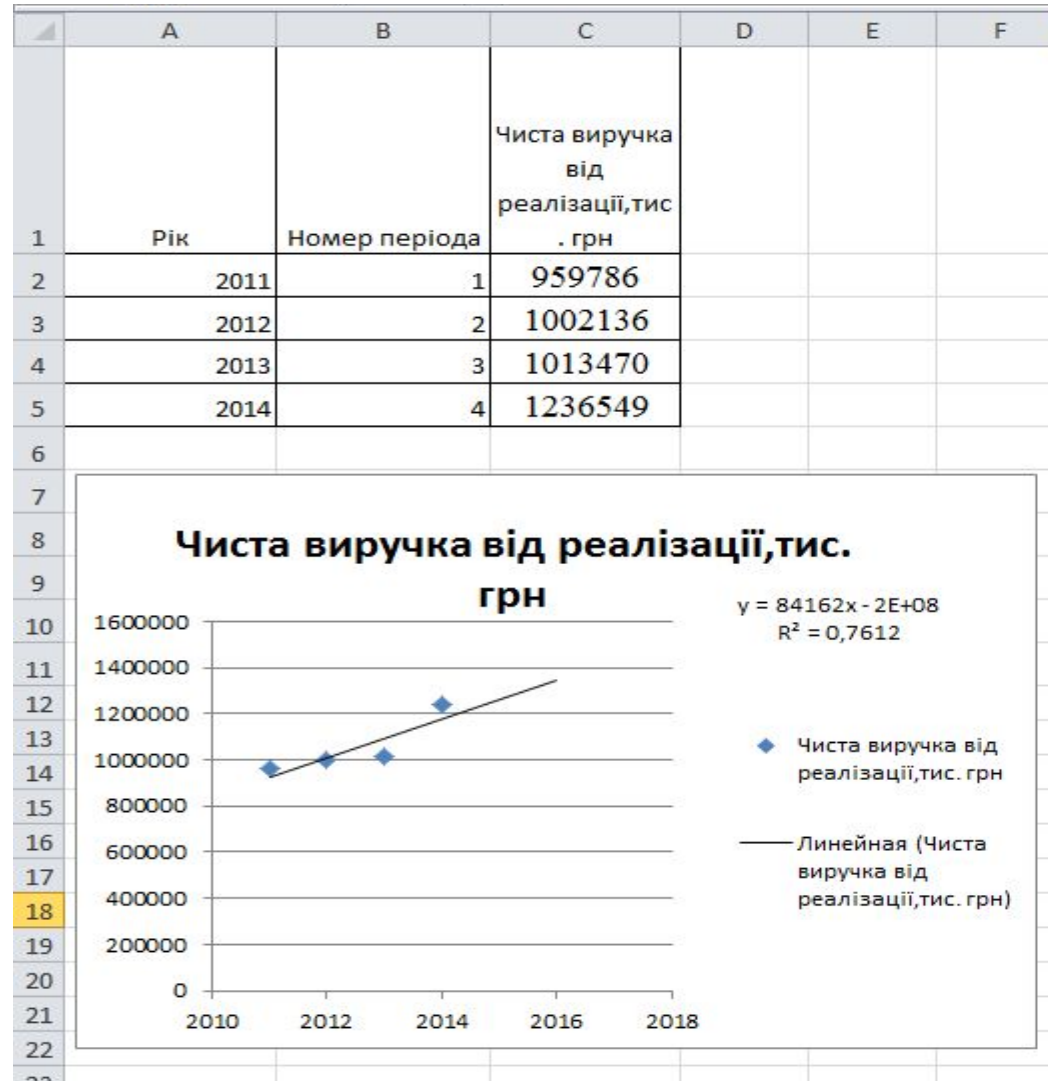 A B C D E F
Чиста виручка
від
реалізації,тис
1 Рік Номер періода . грн
2 2011 1 959786
3 2012 2 1002136
4 2013 3 1013470
5 2014 4 1236549
6
7
8
9
10
11
12
13
14
15
16
17
18
19
20
21
22
Чиста виручка від реалізації,тис.
грн
y = 84162x - 2E+08
R² = 0,7612
1600000
1400000
1200000
1000000
800000
600000
400000
200000
0
2010 2012 2014 2016 2018
Чиста виручка від
реалізації,тис. грн
Линейная (Чиста
виручка від
реалізації,тис. грн)